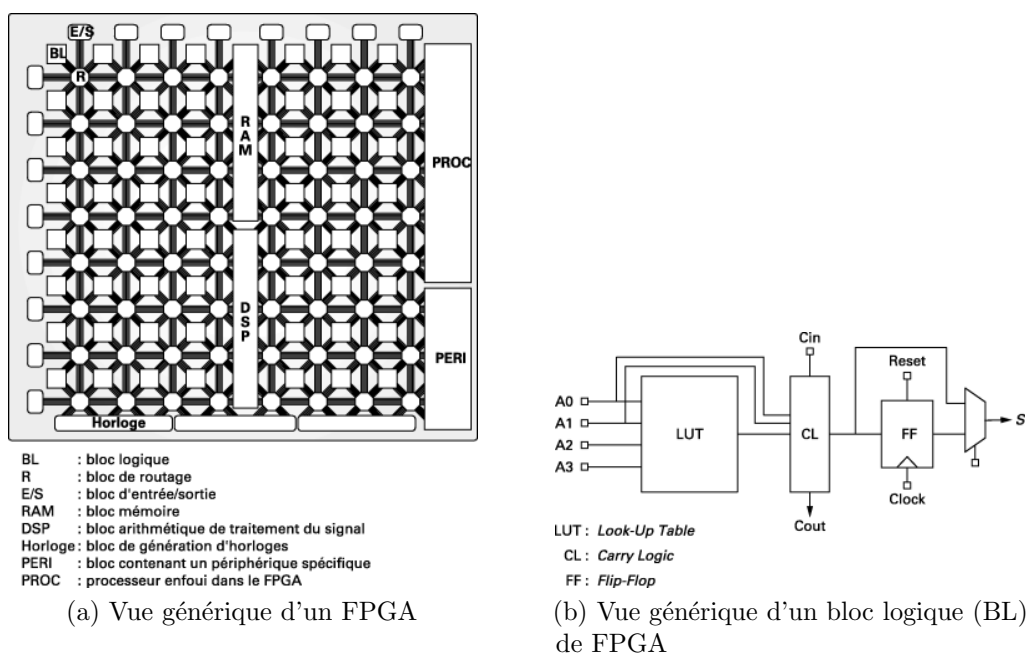 E/S
BL
R
RAM
PROC
DSP
PERI
Horloge
BL : bloc logique
R : bloc de routage
E/S : bloc d'entrée/sortie
RAM : bloc mémoire
DSP : bloc arithmétique de traitement du signal
Horloge : bloc de génération d'horloges
PERI : bloc contenant un périphérique spécifique
PROC : processeur enfoui dans le FPGA
(a) Vue générique d'un FPGA
Cin
Reset
A0
A1
A2
A3
LUT
CL
FF
S
Clock
Cout
LUT : Look-Up Table
CL : Carry Logic
FF : Flip-Flop
(b) Vue générique d'un bloc logique (BL)
de FPGA